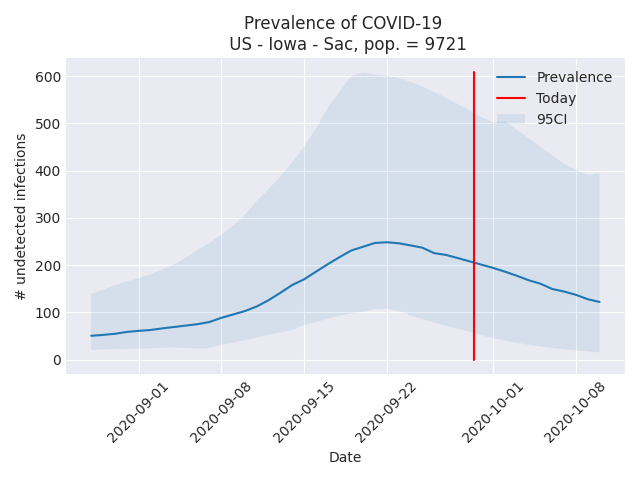 Prevalence of COVID-19
US - Iowa - Sac, pop. = 9721
Prevalence
Today
95CI
600
500
400
300
200
100
0
# undetected infections
2020-09-01
2020-09-08
2020-09-15
2020-09-22
2020-10-01
2020-10-08
Date